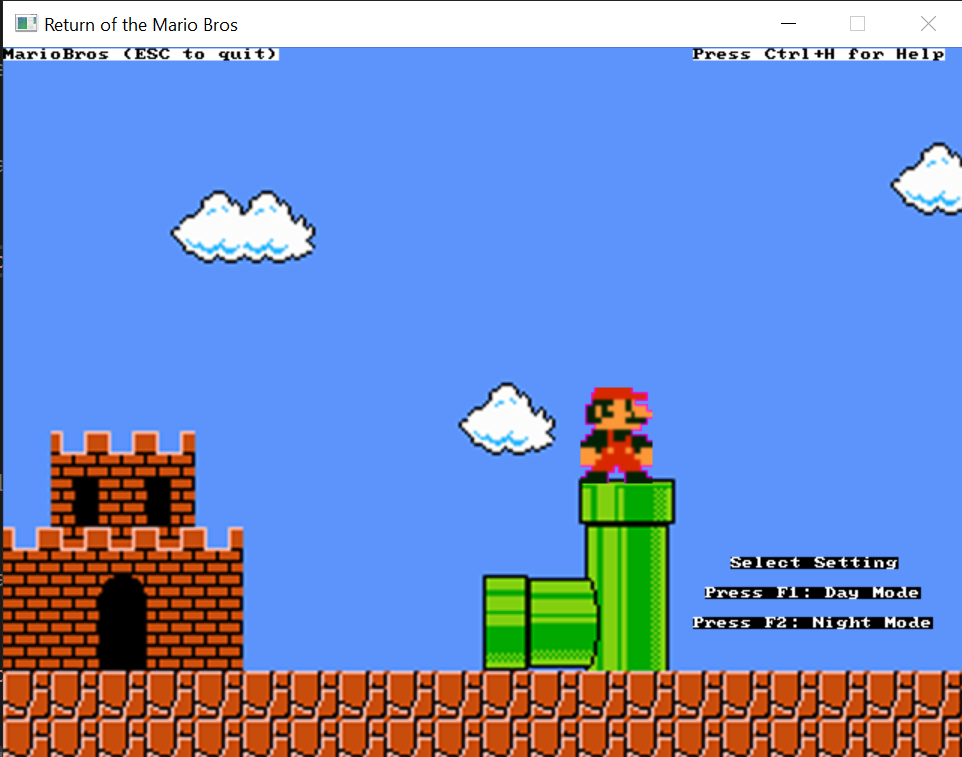 Return of the Mario Bros
MarioBros (ESC to quit)
Press Ctrl+H for Help
Select Setting
Press F1: Day Mode
Press F2: Night Mode